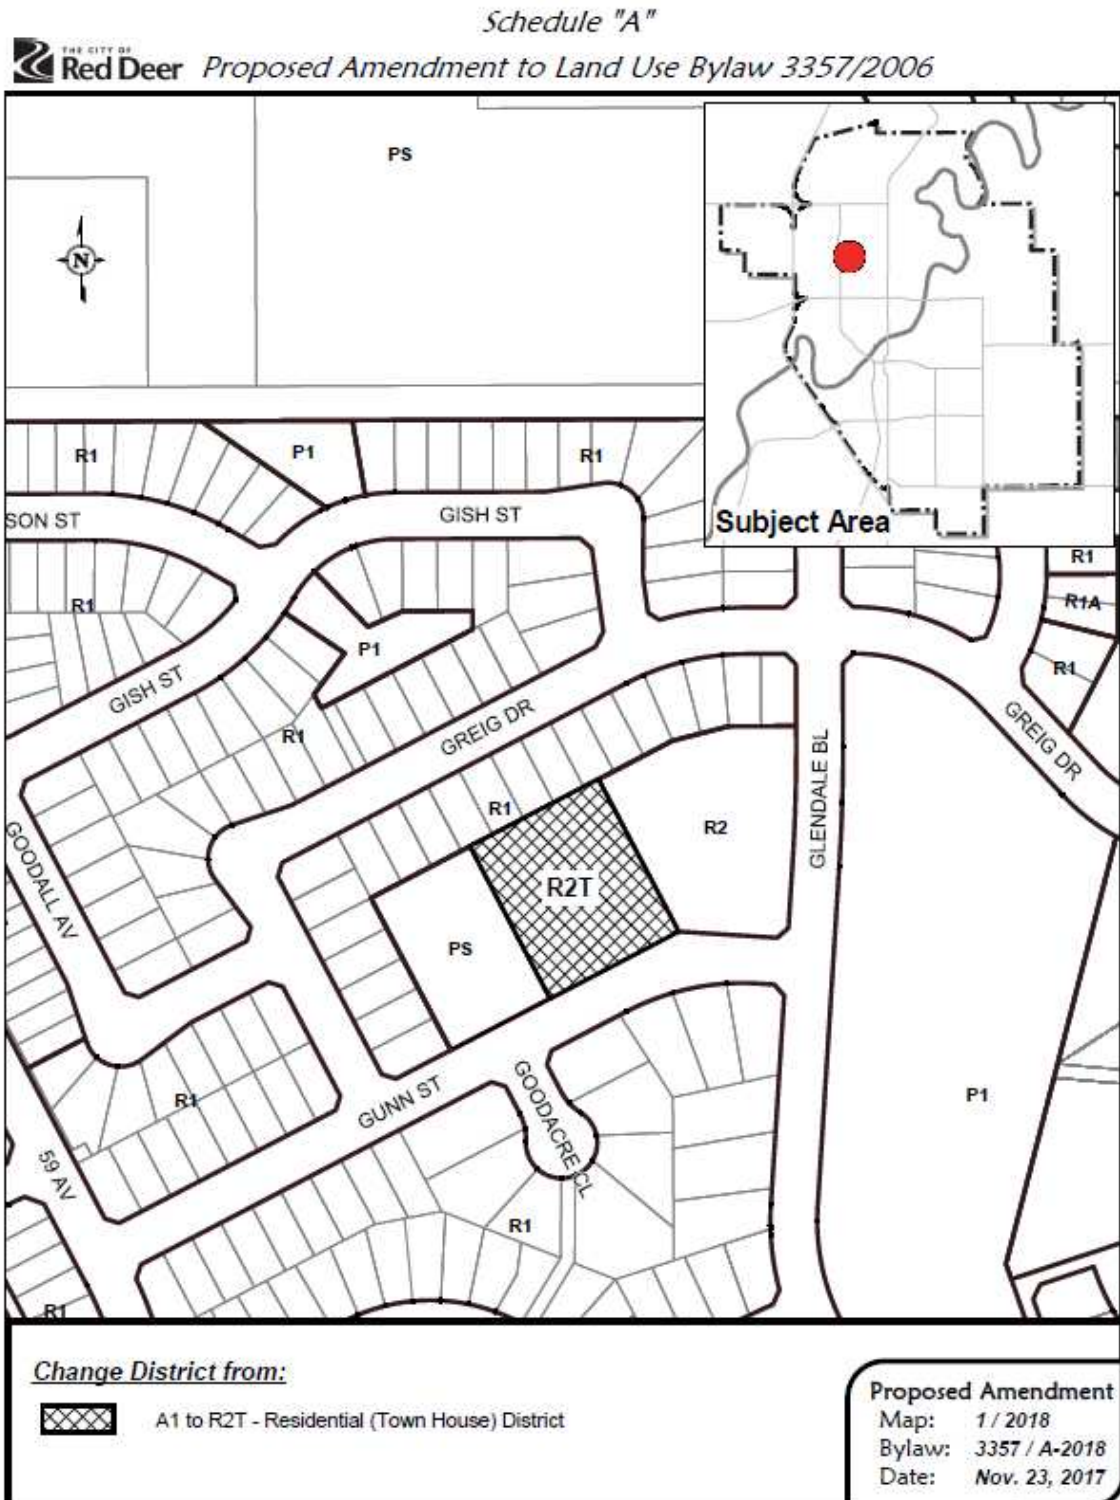 Schedule "A"
THE CITY OF
Red Deer
Proposed Amendment to Land Use Bylaw 3357/2006
PS
N
Subject Area
R1
P1
R1
SON ST
GISH ST
R1
R1
R1A
P1
R1
GISH ST
R1
GREIG DR
GREIG DR
GLENDALE BL
R1
R2
GOODALL AV
R2T
PS
R1
GUNN ST
GOODACRE CL
P1
59 AV
R1
R1
Change District from:
A1 to R2T - Residential (Town House) District
Proposed Amendment
Map: 1 / 2018
Bylaw: 3357 / A-2018
Date: Nov. 23, 2017